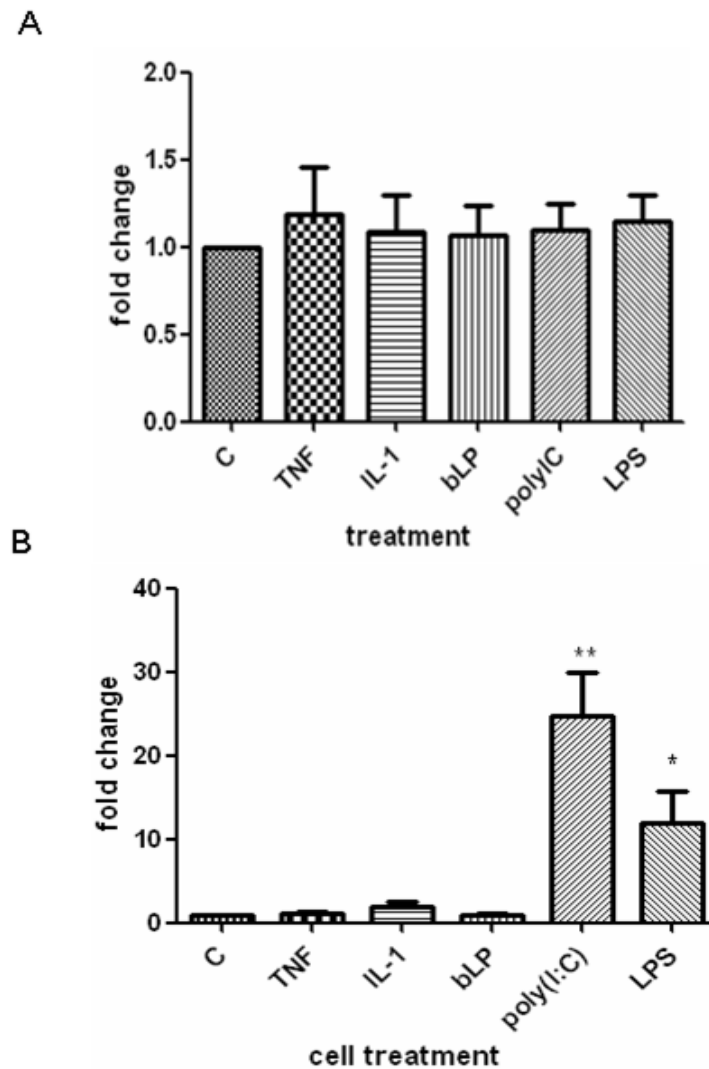 A
fold change
2.0
1.5
1.0
0.5
0.0
C
TNF
IL-1
bLP
polyIC
LPS
treatment
B
fold change
40
30
20
10
0
**
*
C
TNF
IL-1
bLP
poly(I:C)
LPS
cell treatment